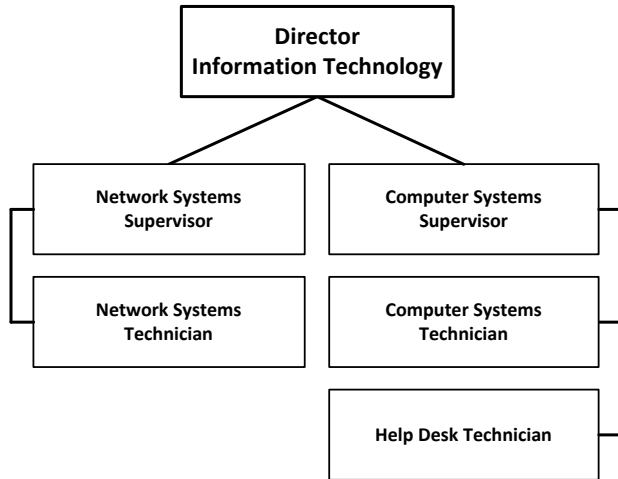 Director
Information Technology
Network Systems
Supervisor
Computer Systems
Supervisor
Network Systems
Technician
Computer Systems
Technician
Help Desk Technician